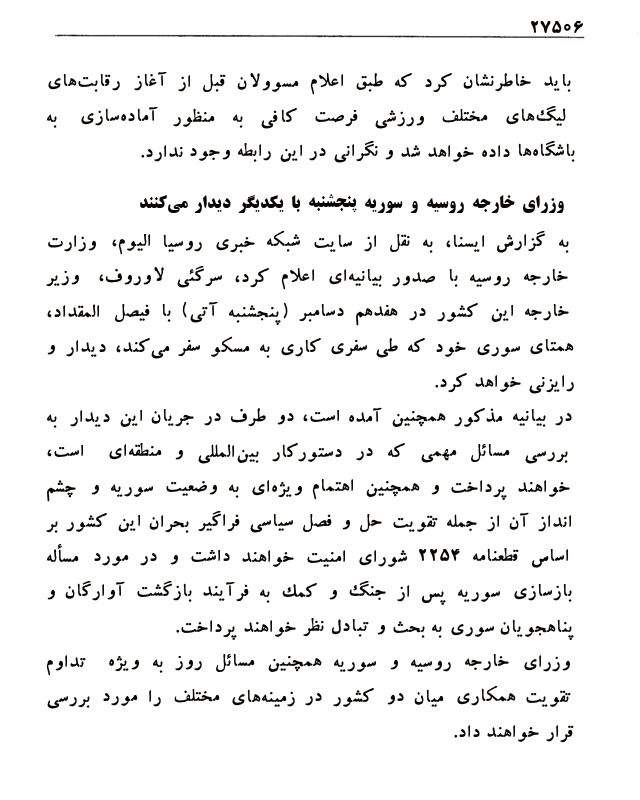 ۲۷۵۰۶
باید خاطرنشان کرد که طبق اعلام مسوولان قبل از آغاز رقابت‌های
لیگ‌های مختلف ورزشی فرصت کافی به منظور آماده‌سازی به
باشگاه‌ها داده خواهد شد و نگرانی در این رابطه وجود ندارد.
وزرای خارجه روسیه و سوریه پنجشنبه با یکدیگر دیدار می‌کنند
به گزارش ایسنا، به نقل از سایت شبکه خبری روسیا الیوم، وزارت
خارجه روسیه با صدور بیانیه‌ای اعلام کرد، سرگئی لاوروف، وزیر
خارجه این کشور در هفدهم دسامبر (پنجشنبه آتی) با فیصل المقداد،
همتای سوری خود که طی سفری کاری به مسکو سفر می‌کند، دیدار و
رایزنی خواهد کرد.
در بیانیه مذکور همچنین آمده است، دو طرف در جریان این دیدار به
بررسی مسائل مهمی که در دستورکار بین‌المللی و منطقه‌ای است،
خواهند پرداخت و همچنین اهتمام ویژه‌ای به وضعیت سوریه و چشم
انداز آن از جمله تقویت حل و فصل سیاسی فراگیر بحران این کشور بر
اساس قطعنامه ۲۲۵۴ شورای امنیت خواهند داشت و در مورد مسأله
بازسازی سوریه پس از جنگ و کمک به فرآیند بازگشت آوارگان و
پناهجویان سوری به بحث و تبادل نظر خواهند پرداخت.
وزرای خارجه روسیه و سوریه همچنین مسائل روز به ویژه تداوم
تقویت همکاری میان دو کشور در زمینه‌های مختلف را مورد بررسی
قرار خواهند داد.